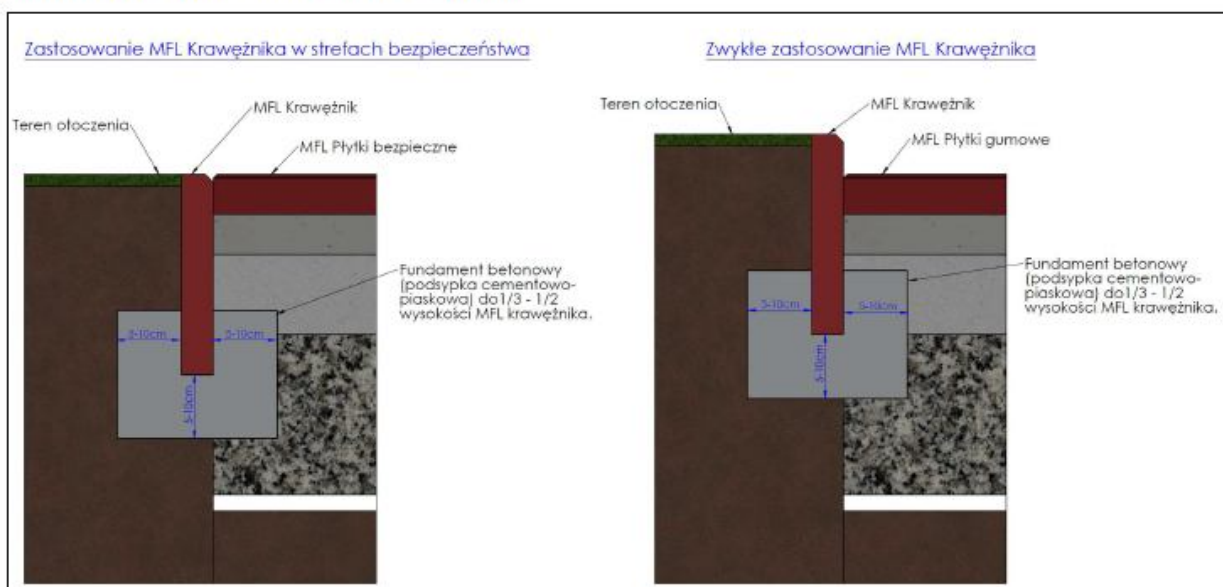 Zastosowanie MFL Krawężnika w strefach bezpieczeństwa
MFL Krawężnik
Teren otoczenia
MFL Płytki bezpieczne
Fundament betonowy
(podsypka cementowo-
piaskowa) do1/3 - 1/2
wysokości MFL krawężnika.
5-10cm
5-10cm
5-10cm
Zwykłe zastosowanie MFL Krawężnika
Teren otoczenia
MFL Krawężnik
MFL Płytki gumowe
Fundament betonowy
(podsypka cementowo-
piaskowa) do1/3 - 1/2
wysokości MFL krawężnika.
5-10cm
5-10cm
5-10cm